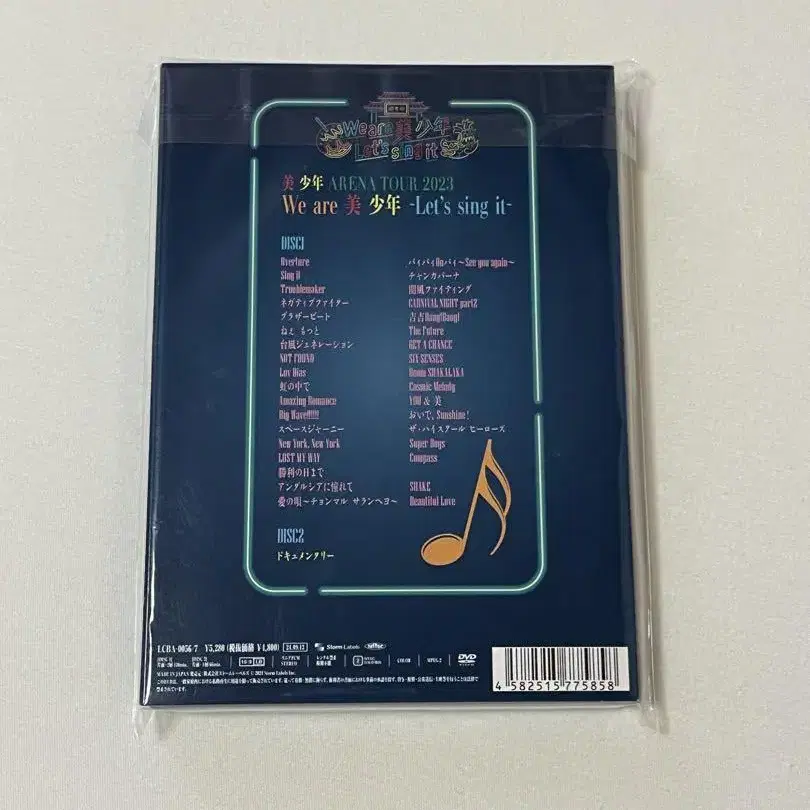 We are 美 少年
Let's sing it
美 少年 ARENA TOUR 2023
We are 美 少年 -Let's sing it-
DISC1
Overture
Sing it
Troublemaker
ネガティブファイター
ブラザービート
ねぇ もっと
台風ジェネレーション
NOT FOUND
Luv Bias
虹の中で
Amazing Romance
Big Wave!!!!!!
スペースジャーニー
New York, New York
LOST MY WAY
勝利の日まで
アンダルシアに憧れて
愛の唄〜チョンマル サランヘヨ〜
バイバイDuバイ〜See you again〜
チャンカパーナ
闇風ファイティング
CARNIVAL NIGHT part2
吉吉Bang!Bang!
The Future
GET A CHANCE
SIX SENSES
Boom SHAKALAKA
Cosmic Melody
YOU & 美
おいで、Sunshine!
ザ・ハイスクール ヒーローズ
Super Boys
Compass
SHAKE
Beautiful Love
DISC2
ドキュメンタリー
LCBA-0056・7 ¥5,280 (税抜価格 ¥4,800) Storm Labels
STEREO COLOR MPEG-2 DVD
MADE IN JAPAN
4 582515 775858